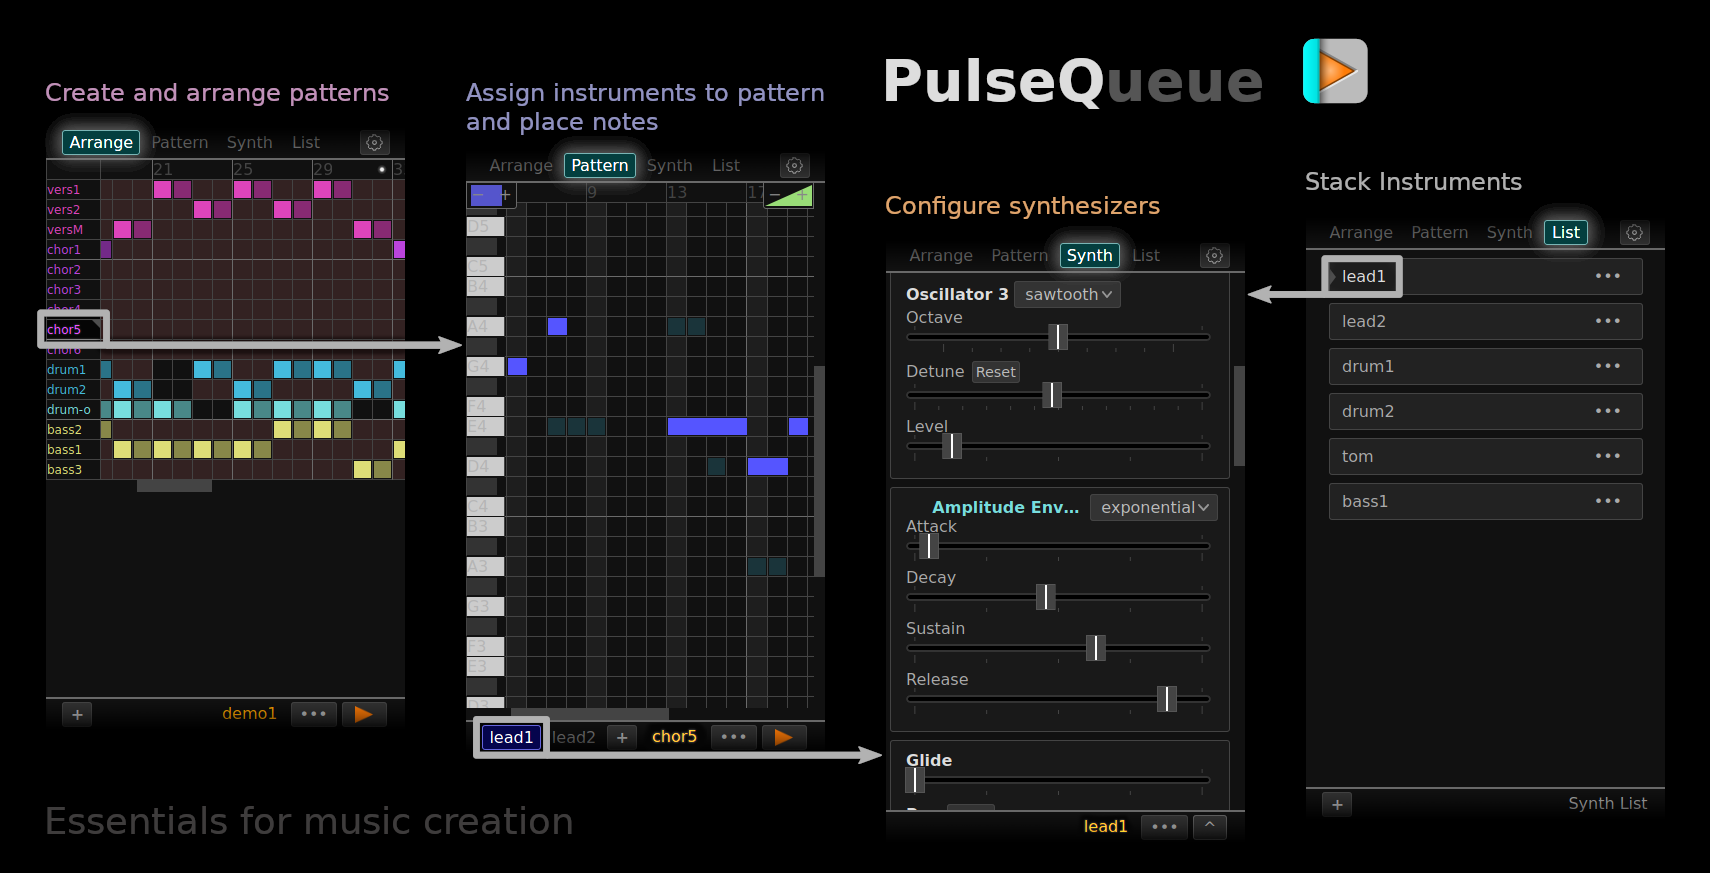 PulseQueue
Create and arrange patterns
Arrange Pattern Synth List
21 25 29 3
vers1
vers2
versM
chor1
chor2
chor3
chor4
chor5
chor6
drum1
drum2
drum-o
bass2
bass1
bass3
+ demo1 •••
Assign instruments to pattern
and place notes
Arrange Pattern Synth List
− + 9 13 17 − +
D5
C5
B4
A4
G4
F4
E4
D4
C4
B3
A3
G3
F3
E3
D3
lead1 lead2 + chor5 •••
Configure synthesizers
Arrange Pattern Synth List
Oscillator 3 sawtooth
Octave
Detune Reset
Level
Amplitude Env... exponential
Attack
Decay
Sustain
Release
Glide
lead1 •••
Stack Instruments
Arrange Pattern Synth List
lead1 •••
lead2 •••
drum1 •••
drum2 •••
tom •••
bass1 •••
+ Synth List
Essentials for music creation